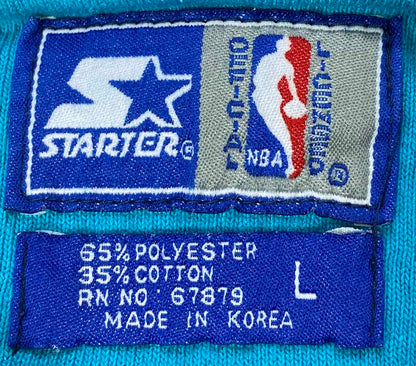 STARTER®
OFFICIAL
LICENSED
NBA
®
65% POLYESTER
35% COTTON
RN NO: 67879
MADE IN KOREA
L